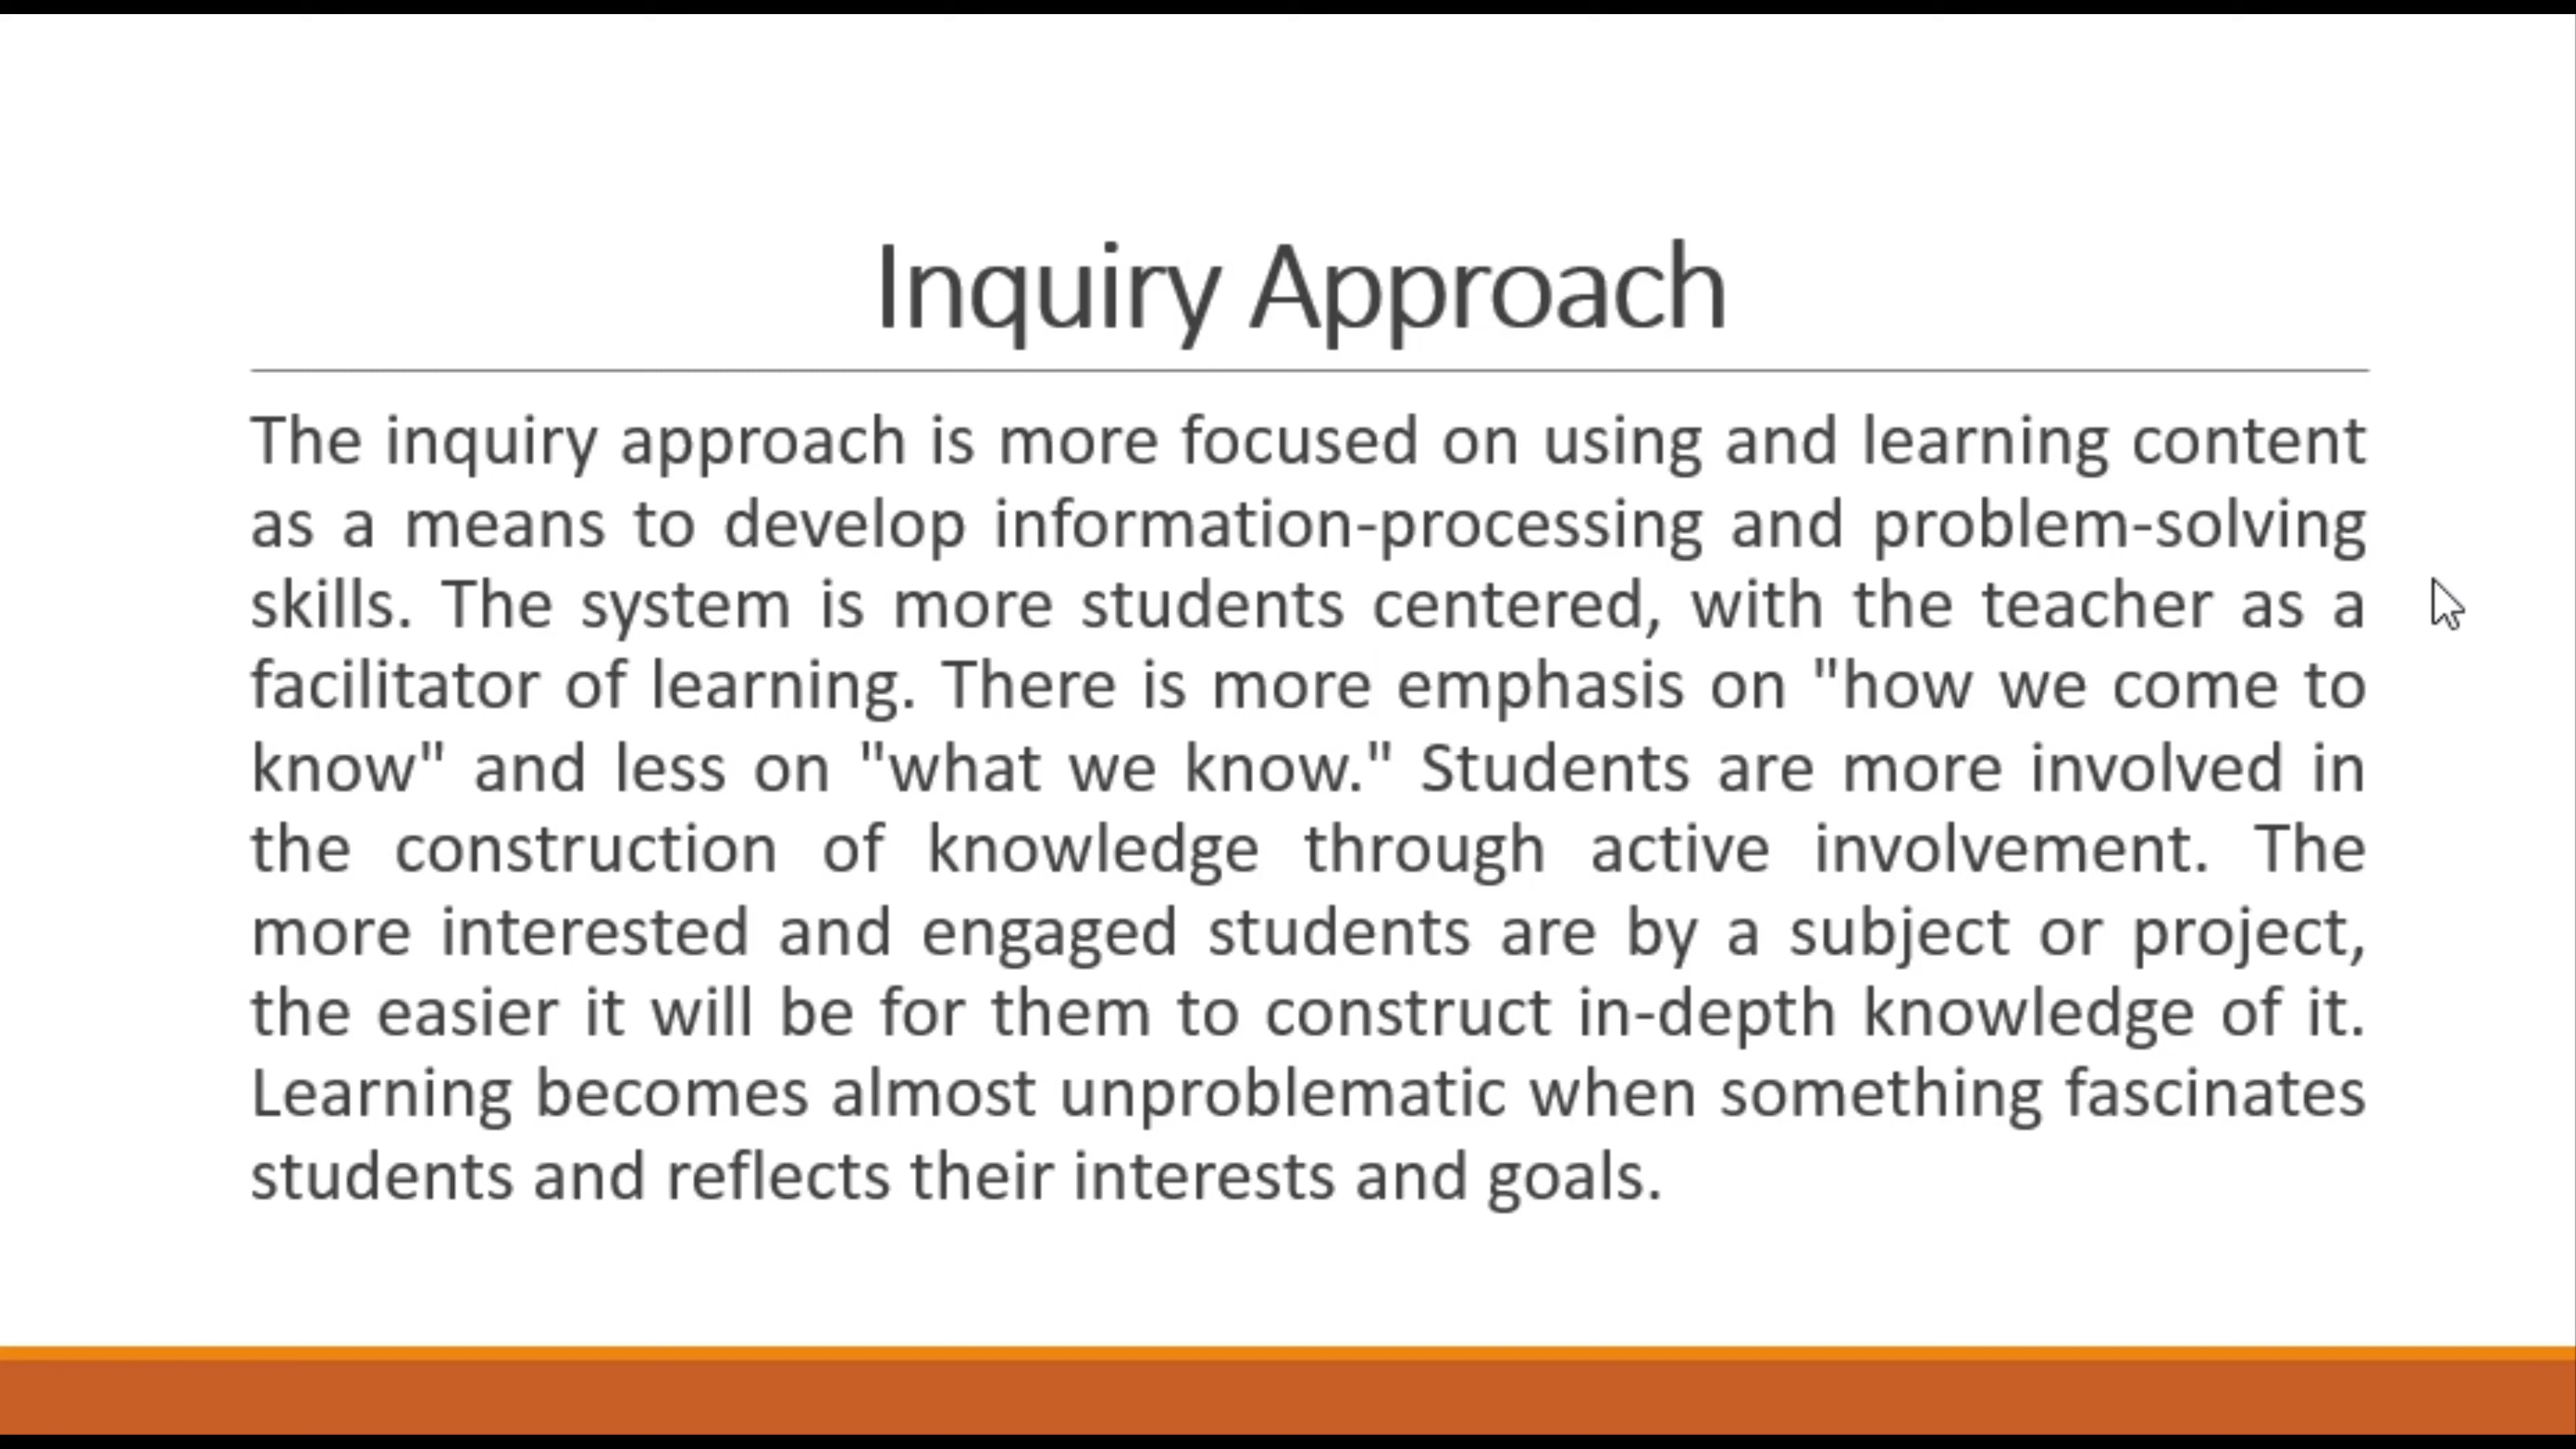 Inquiry Approach
The inquiry approach is more focused on using and learning content
as a means to develop information-processing and problem-solving
skills. The system is more students centered, with the teacher as a
facilitator of learning. There is more emphasis on "how we come to
know" and less on "what we know." Students are more involved in
the construction of knowledge through active involvement. The
more interested and engaged students are by a subject or project,
the easier it will be for them to construct in-depth knowledge of it.
Learning becomes almost unproblematic when something fascinates
students and reflects their interests and goals.